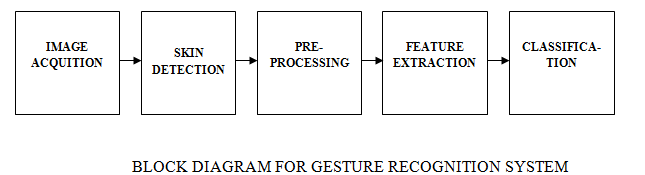 IMAGE
ACQUITION
SKIN
DETECTION
PRE-
PROCESSING
FEATURE
EXTRACTION
CLASSIFICA-
TION
BLOCK DIAGRAM FOR GESTURE RECOGNITION SYSTEM